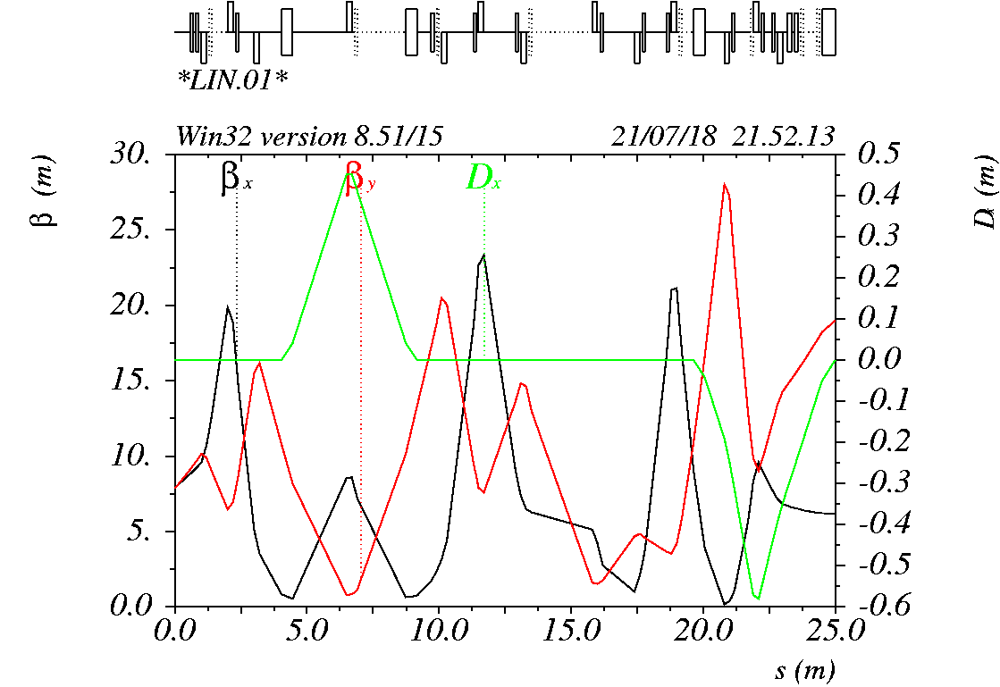 *LIN.01*
Win32 version 8.51/15 21/07/18 21.52.13
β (m)
30.
25.
20.
15.
10.
5.
0.0
βx
βy
Dx
0.5
0.4
0.3
0.2
0.1
0.0
-0.1
-0.2
-0.3
-0.4
-0.5
-0.6
Dx (m)
0.0 5.0 10.0 15.0 20.0 25.0
s (m)